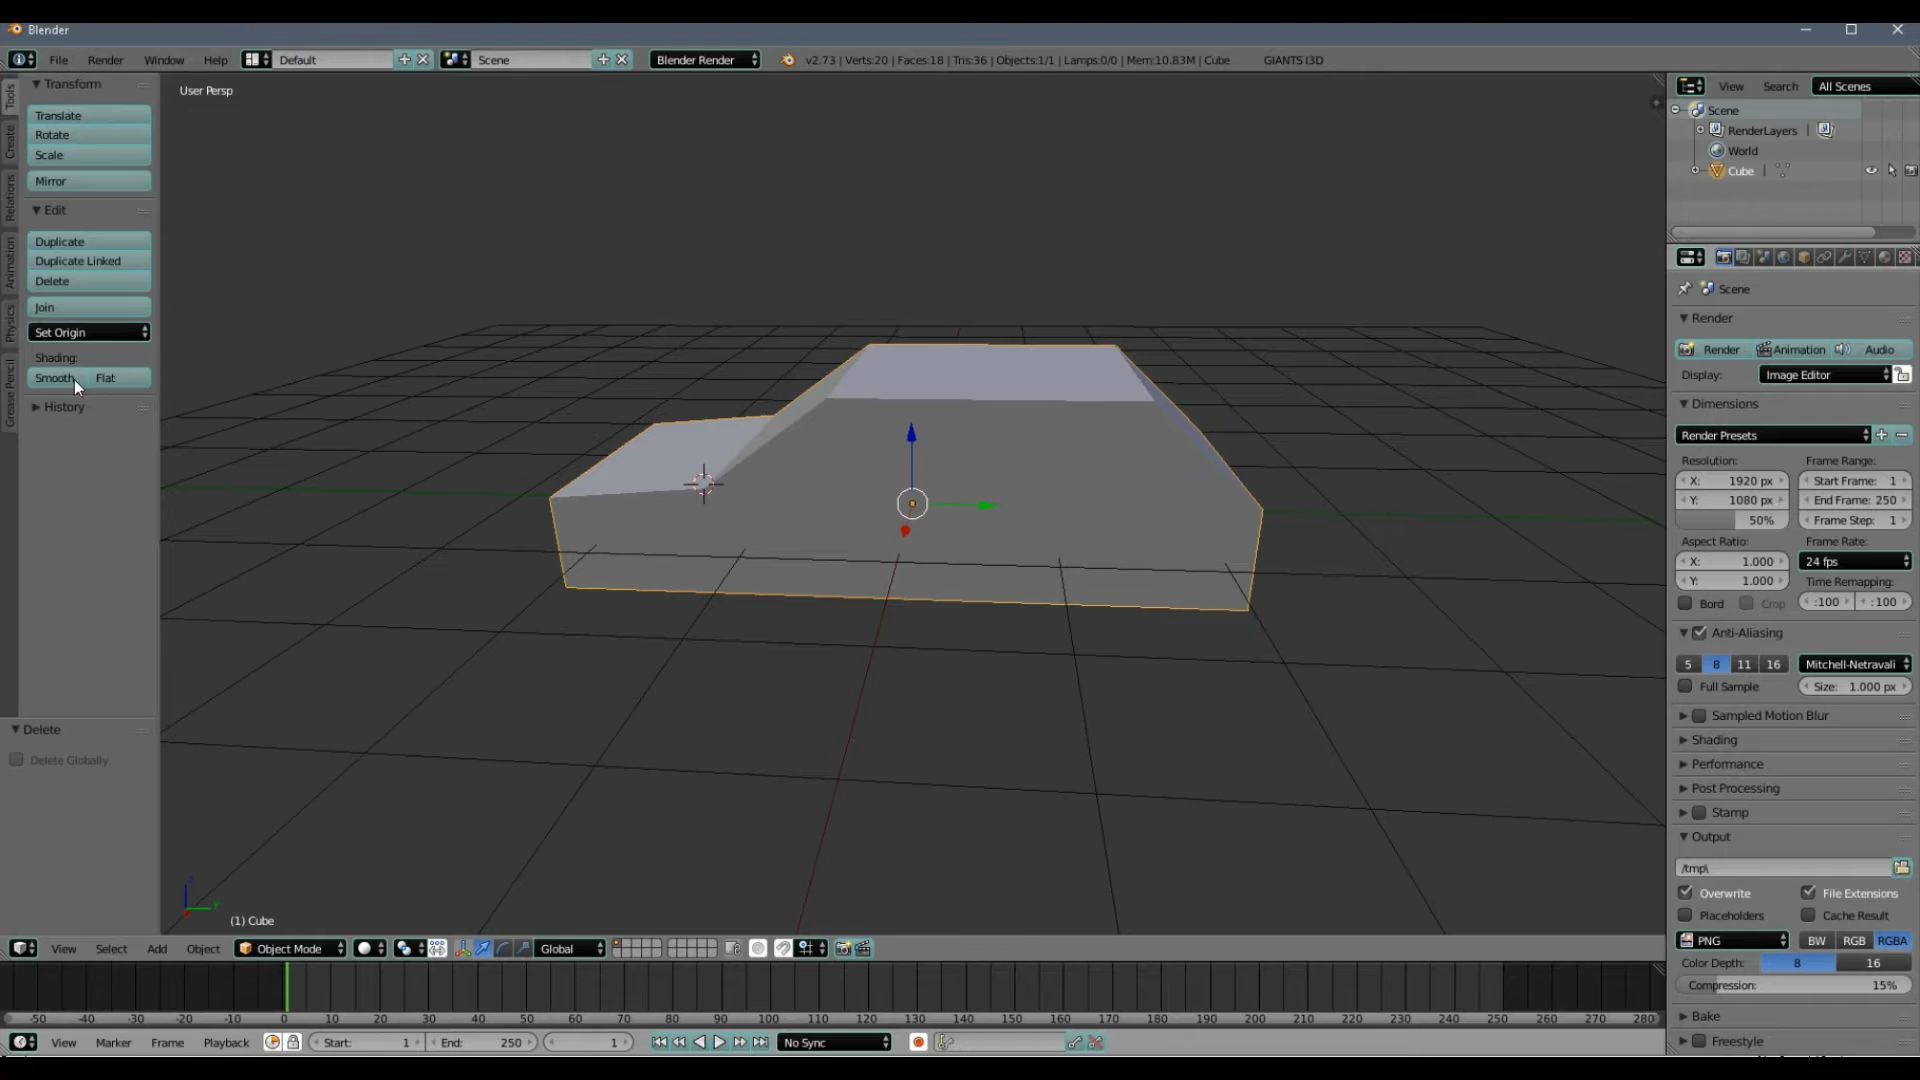 Blender
File Render Window Help Default Scene Blender Render v2.73 | Verts:20 | Faces:18 | Tris:36 | Objects:1/1 | Lamps:0/0 | Mem:10.83M | Cube GIANTS I3D
Tools
Create
Relations
Animation
Physics
Grease Pencil
Transform
Translate
Rotate
Scale
Mirror
Edit
Duplicate
Duplicate Linked
Delete
Join
Set Origin
Shading:
Smooth Flat
History
Delete
Delete Globally
User Persp
z
y
(1) Cube
View Search All Scenes
Scene
RenderLayers |
World
Cube |
Scene
Render
Render Animation Audio
Display: Image Editor
Dimensions
Render Presets
Resolution: Frame Range:
X: 1920 px Start Frame: 1
Y: 1080 px End Frame: 250
50% Frame Step: 1
Aspect Ratio: Frame Rate:
X: 1.000 24 fps
Y: 1.000 Time Remapping:
Bord Crop :100 :100
Anti-Aliasing
5 8 11 16 Mitchell-Netravali
Full Sample Size: 1.000 px
Sampled Motion Blur
Shading
Performance
Post Processing
Stamp
Output
/tmp\
Overwrite File Extensions
Placeholders Cache Result
PNG BW RGB RGBA
Color Depth: 8 16
Compression: 15%
Bake
Freestyle
View Select Add Object Object Mode Global
-50 -40 -30 -20 -10 0 10 20 30 40 50 60 70 80 90 100 110 120 130 140 150 160 170 180 190 200 210 220 230 240 250 260 270 280
View Marker Frame Playback Start: 1 End: 250 1 No Sync